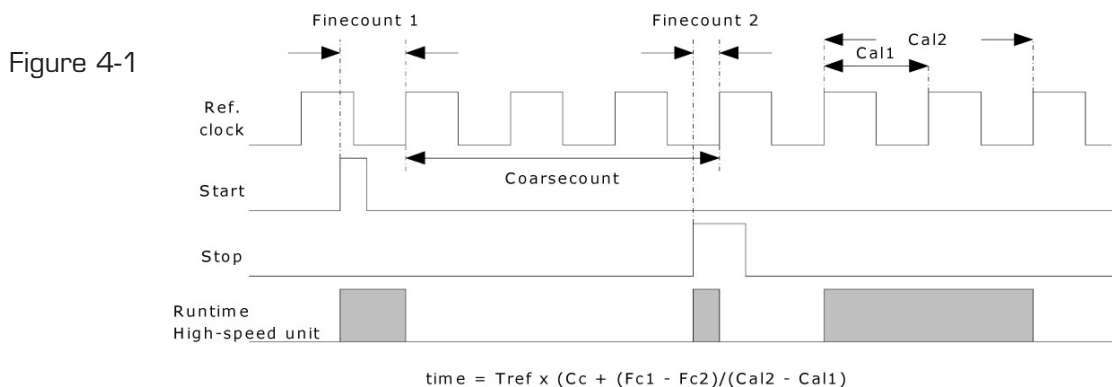 Finecount 1
Finecount 2
Cal2
Cal1
Figure 4-1
Ref.
clock
Coarsecount
Start
Stop
Runtime
High-speed unit
time = Tref x (Cc + (Fc1 - Fc2)/(Cal2 - Cal1)